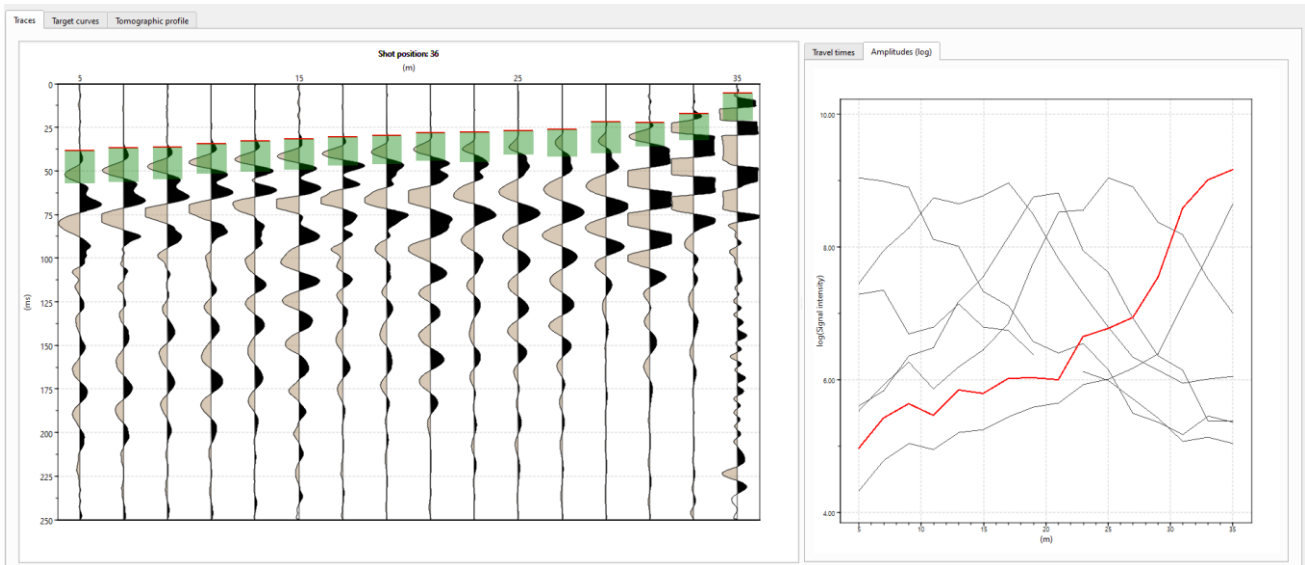 Traces Target curves Tomographic profile
Shot position: 36
(m)
5 15 25 35
0
25
50
75
100
125
150
175
200
225
250
(ms)
Travel times Amplitudes (log)
10.00
8.00
6.00
4.00
log(Signal intensity)
5 10 15 20 25 30 35
(m)